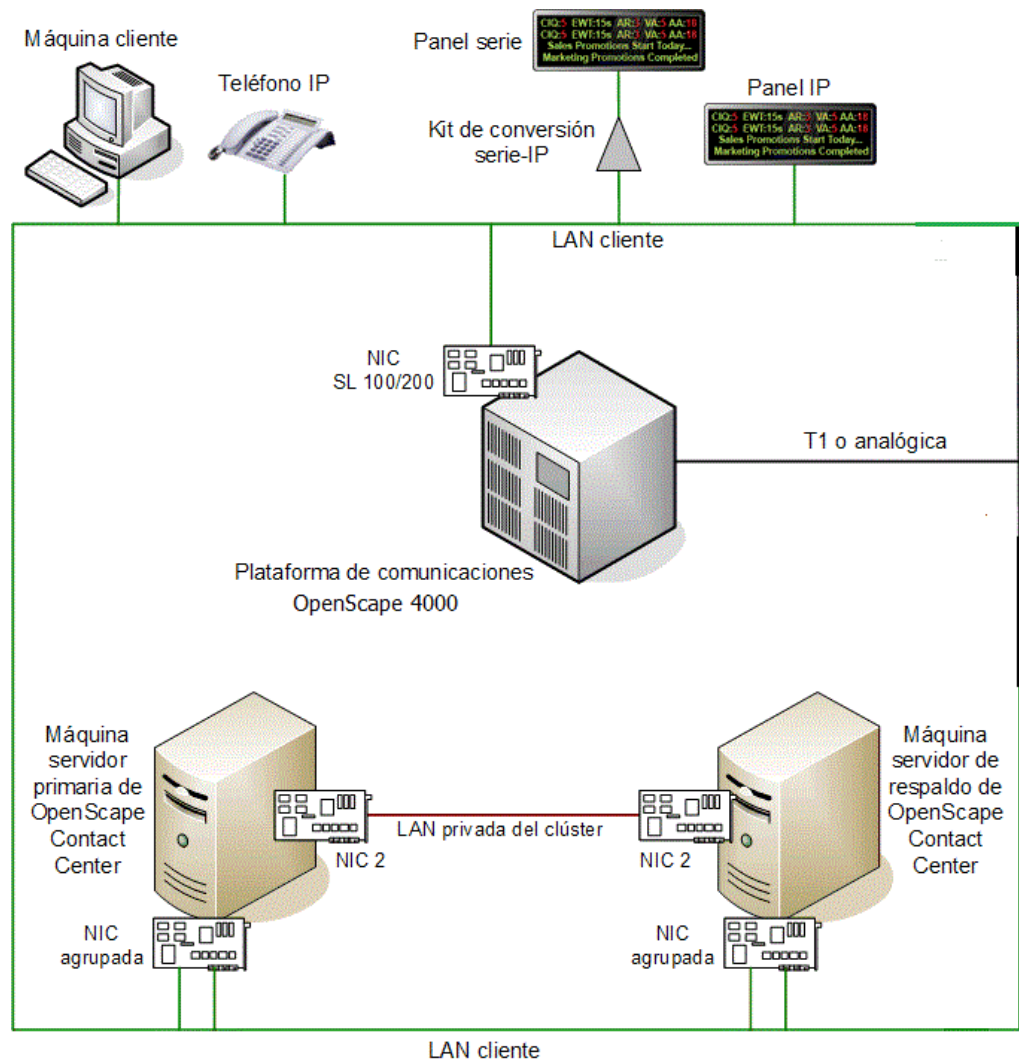 Máquina cliente
Teléfono IP
Panel serie
CIQ:5 EWT:15s AR:3/VA:5 AA:18
CIQ:5 EWT:15s AR:3 VA:5 AA:18
Sales Promotions Start Today...
Marketing Promotions Completed
Kit de conversión
serie-IP
Panel IP
CIQ:5 EWT:15s AR:3 VA:5 AA:18
CIQ:5 EWT:15s AR:3 VA:5 AA:18
Sales Promotions Start Today...
Marketing Promotions Completed
LAN cliente
NIC
SL 100/200
T1 o analógica
Plataforma de comunicaciones
OpenScape 4000
Máquina
servidor
primaria de
OpenScape
Contact
Center
NIC 2
LAN privada del clúster
NIC 2
Máquina
servidor de
respaldo de
OpenScape
Contact
Center
NIC
agrupada
NIC
agrupada
LAN cliente